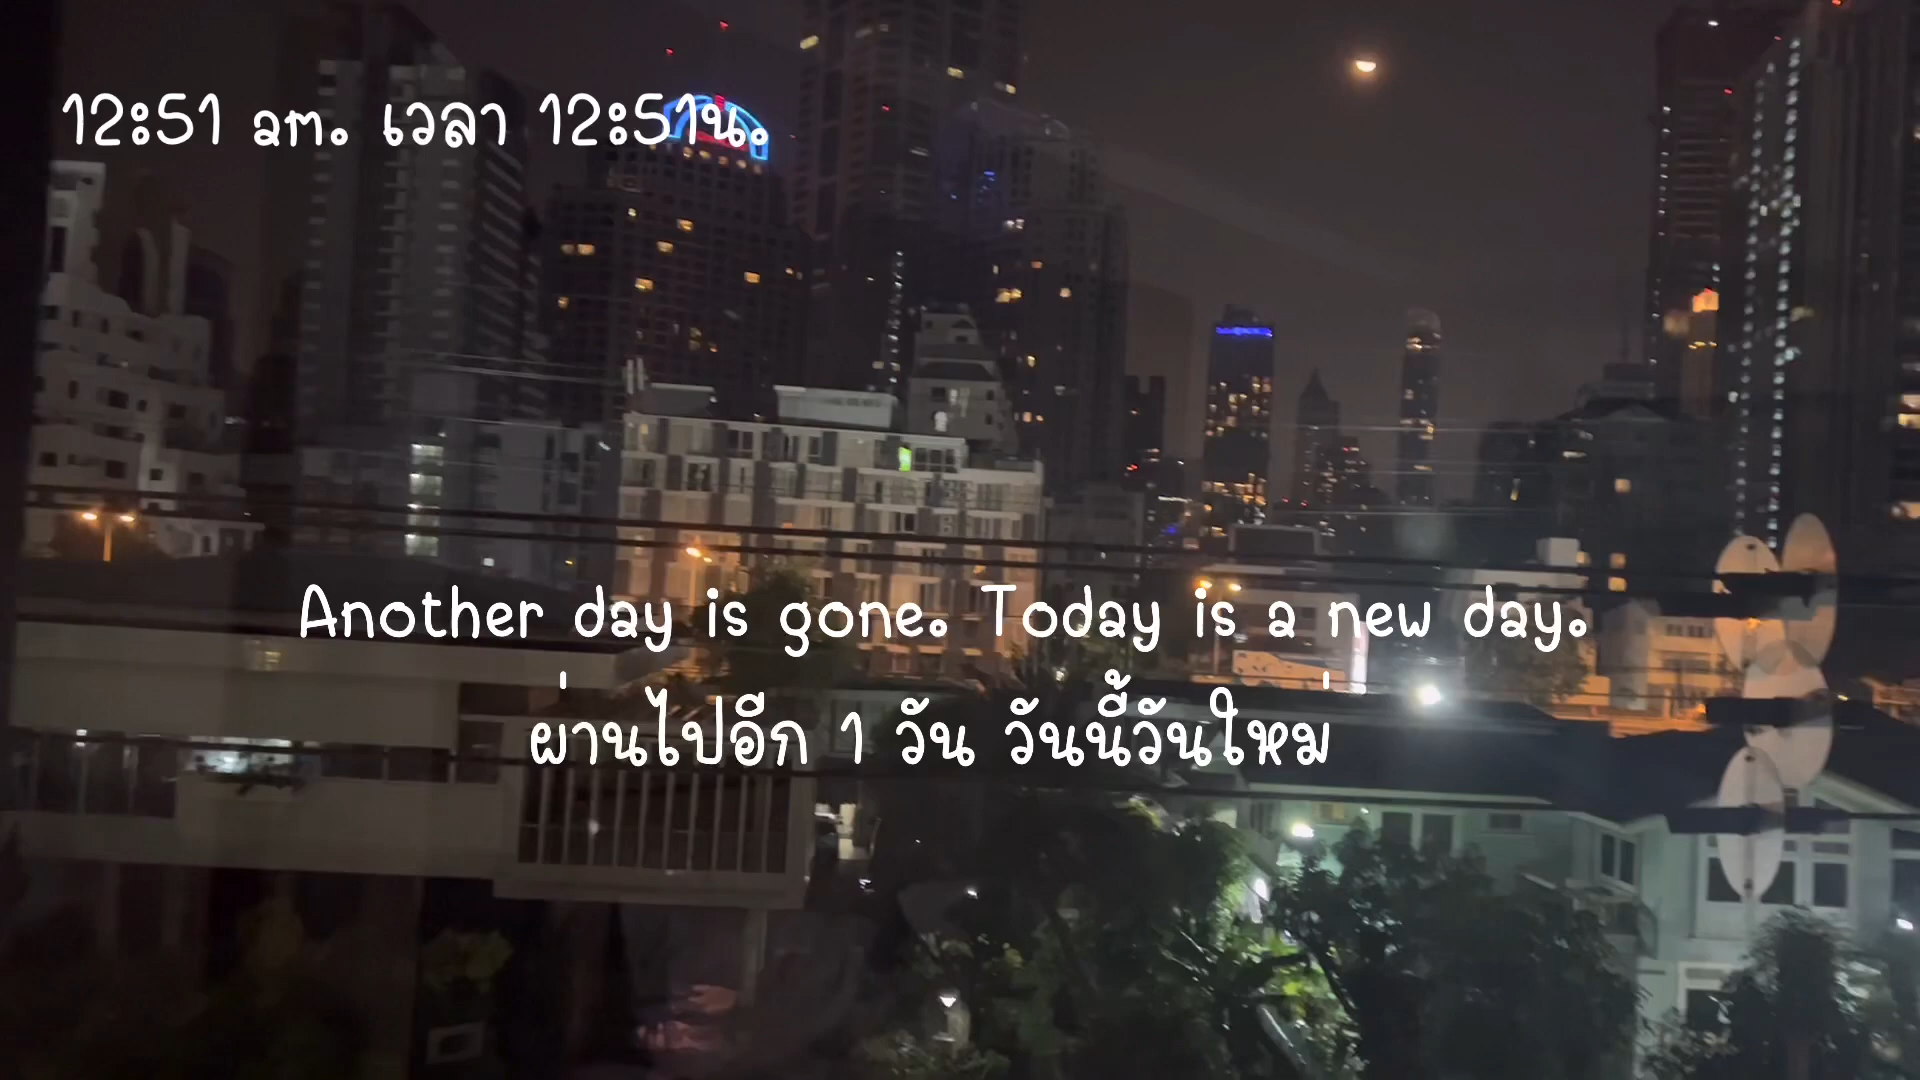 12:51 am. เวลา 12:51น.
Another day is gone. Today is a new day.
ผ่านไปอีก 1 วัน วันนี้วันใหม่